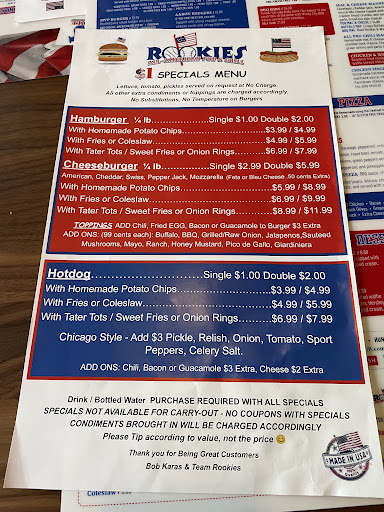 MVP BURGER
ROOKIES
ALL-AMERICAN PUB & GRILL
$1 SPECIALS MENU
Lettuce, tomato, pickles served on request at No Charge.
All other extra condiments or toppings are charged accordingly.
No Substitutions, No Temperature on Burgers
Hamburger ¼ lb..................Single $1.00 Double $2.00
With Homemade Potato Chips...................$3.99 / $4.99
With Fries or Coleslaw..............................$4.99 / $5.99
With Tater Tots / Sweet Fries or Onion Rings......$6.99 / $7.99
Cheeseburger ¼ lb..............Single $2.99 Double $5.99
American, Cheddar, Swiss, Pepper Jack, Mozzarella (Feta or Bleu Cheese .50 cents Extra)
With Homemade Potato Chips...................$5.99 / $8.99
With Fries or Coleslaw..............................$6.99 / $9.99
With Tater Tots / Sweet Fries or Onion Rings......$8.99 / $11.99
TOPPINGS ADD Chili, Fried EGG, Bacon or Guacamole to Burger $3 Extra
ADD ONS: (99 cents each): Buffalo, BBQ, Grilled/Raw Onion, Jalapenos,Sauteed
Mushrooms, Mayo, Ranch, Honey Mustard, Pico de Gallo, Giardiniera
Hotdog..............................Single $1.00 Double $2.00
With Homemade Potato Chips...................$3.99 / $4.99
With Fries or Coleslaw..............................$4.99 / $5.99
With Tater Tots / Sweet Fries or Onion Rings......$6.99 / $7.99
Chicago Style - Add $3 Pickle, Relish, Onion, Tomato, Sport
Peppers, Celery Salt.
ADD ONS: Chili, Bacon or Guacamole $3 Extra, Cheese $2 Extra
Drink / Bottled Water PURCHASE REQUIRED WITH ALL SPECIALS
SPECIALS NOT AVAILABLE FOR CARRY-OUT - NO COUPONS WITH SPECIALS
CONDIMENTS BROUGHT IN WILL BE CHARGED ACCORDINGLY
Please Tip according to value, not the price 😊
Thank you for Being Great Customers
Bob Karas & Team Rookies
MADE IN USA
PIZZA
Coleslaw